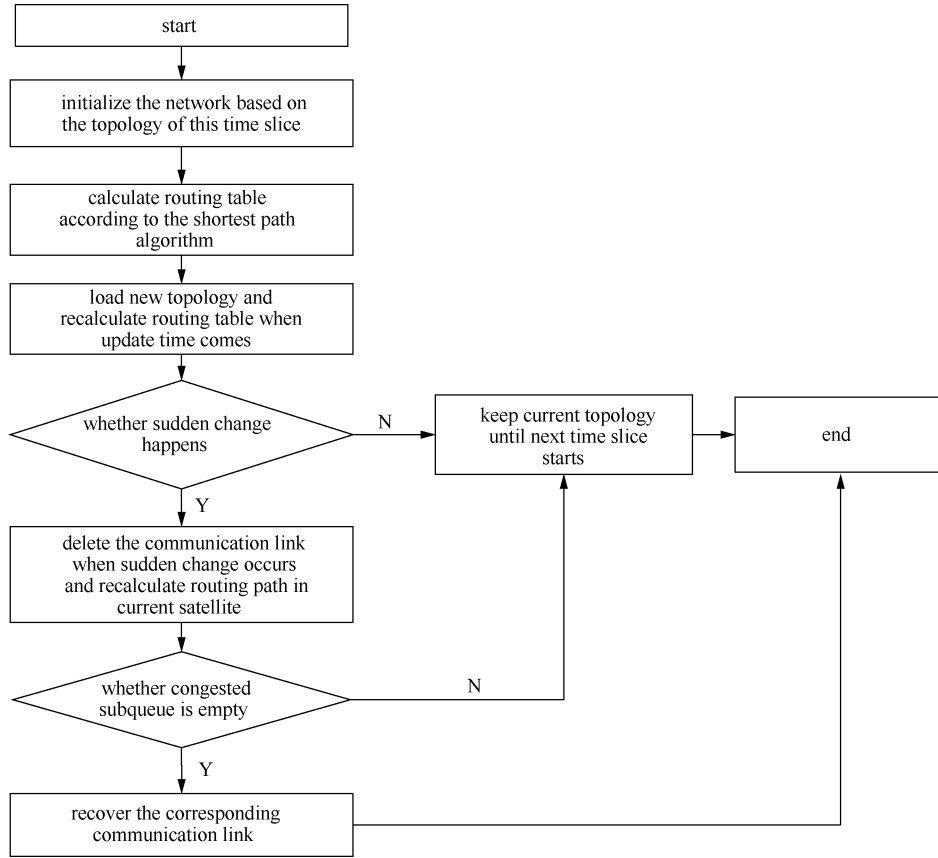 start
initialize the network based on
the topology of this time slice
calculate routing table
according to the shortest path
algorithm
load new topology and
recalculate routing table when
update time comes
whether sudden change
happens
N
keep current topology
until next time slice
starts
end
Y
delete the communication link
when sudden change occurs
and recalculate routing path in
current satellite
whether congested
subqueue is empty
N
Y
recover the corresponding
communication link